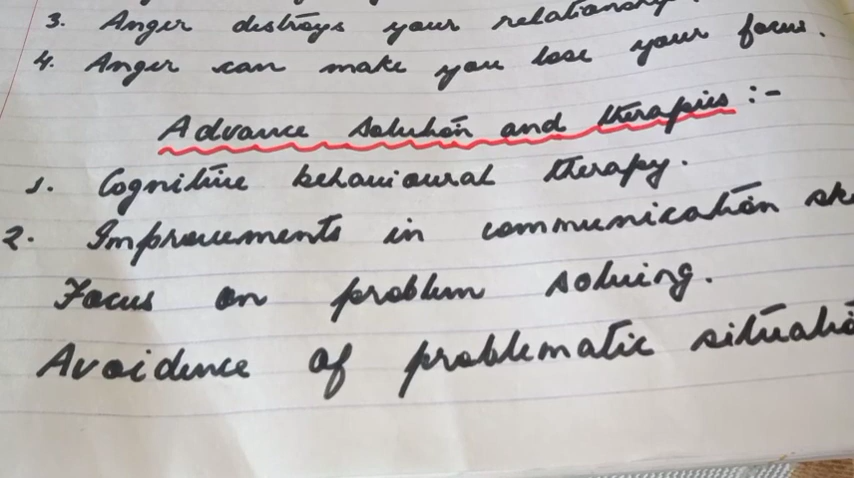 3. Anger destroys your relationship
4. Anger can make you lose your focus.
Advance solution and therapies :-
1. Cognitive behavioural therapy.
2. Improvements in communication
Focus on problem solving.
Avoidence of problematic